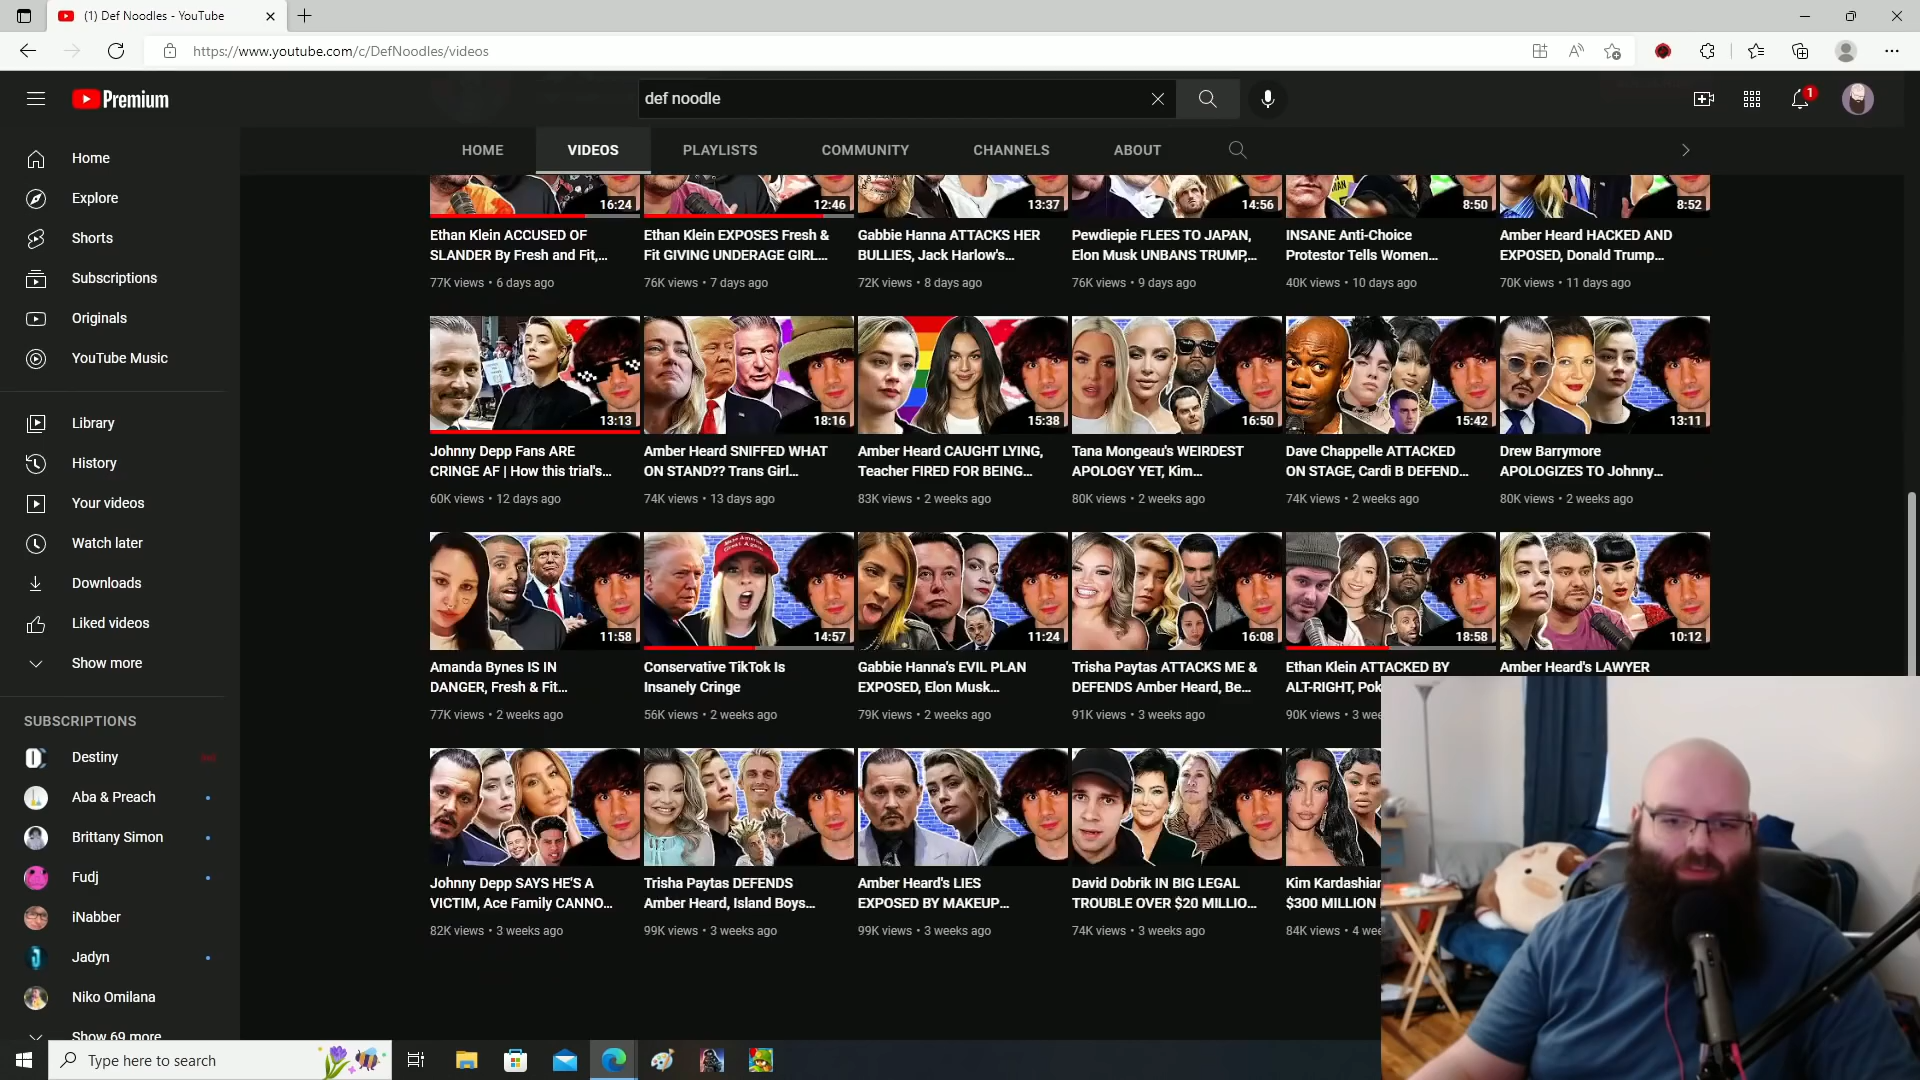 (1) Def Noodles - YouTube
https://www.youtube.com/c/DefNoodles/videos
Premium
def noodle
1
HOME VIDEOS PLAYLISTS COMMUNITY CHANNELS ABOUT
Home
Explore
Shorts
Subscriptions
Originals
YouTube Music
Library
History
Your videos
Watch later
Downloads
Liked videos
Show more
SUBSCRIPTIONS
Destiny
Aba & Preach
Brittany Simon
Fudj
iNabber
Jadyn
Niko Omilana
Show 69 more
16:24
Ethan Klein ACCUSED OF
SLANDER By Fresh and Fit,...
77K views • 6 days ago
12:46
Ethan Klein EXPOSES Fresh &
Fit GIVING UNDERAGE GIRL...
76K views • 7 days ago
13:37
Gabbie Hanna ATTACKS HER
BULLIES, Jack Harlow's...
72K views • 8 days ago
14:56
Pewdiepie FLEES TO JAPAN,
Elon Musk UNBANS TRUMP,...
76K views • 9 days ago
8:50
INSANE Anti-Choice
Protestor Tells Women...
40K views • 10 days ago
8:52
Amber Heard HACKED AND
EXPOSED, Donald Trump...
70K views • 11 days ago
13:13
Johnny Depp Fans ARE
CRINGE AF | How this trial's...
60K views • 12 days ago
18:16
Amber Heard SNIFFED WHAT
ON STAND?? Trans Girl...
74K views • 13 days ago
15:38
Amber Heard CAUGHT LYING,
Teacher FIRED FOR BEING...
83K views • 2 weeks ago
16:50
Tana Mongeau's WEIRDEST
APOLOGY YET, Kim...
80K views • 2 weeks ago
15:42
Dave Chappelle ATTACKED
ON STAGE, Cardi B DEFEND...
74K views • 2 weeks ago
13:11
Drew Barrymore
APOLOGIZES TO Johnny...
80K views • 2 weeks ago
11:58
Amanda Bynes IS IN
DANGER, Fresh & Fit...
77K views • 2 weeks ago
14:57
Conservative TikTok Is
Insanely Cringe
56K views • 2 weeks ago
11:24
Gabbie Hanna's EVIL PLAN
EXPOSED, Elon Musk...
79K views • 2 weeks ago
16:08
Trisha Paytas ATTACKS ME &
DEFENDS Amber Heard, Be...
91K views • 3 weeks ago
18:58
Ethan Klein ATTACKED BY
ALT-RIGHT, Pok
90K views • 3 wee
10:12
Amber Heard's LAWYER
Johnny Depp SAYS HE'S A
VICTIM, Ace Family CANNO...
82K views • 3 weeks ago
Trisha Paytas DEFENDS
Amber Heard, Island Boys...
99K views • 3 weeks ago
Amber Heard's LIES
EXPOSED BY MAKEUP...
99K views • 3 weeks ago
David Dobrik IN BIG LEGAL
TROUBLE OVER $20 MILLIO...
74K views • 3 weeks ago
Kim Kardashian
$300 MILLION
84K views • 4 wee
Type here to search